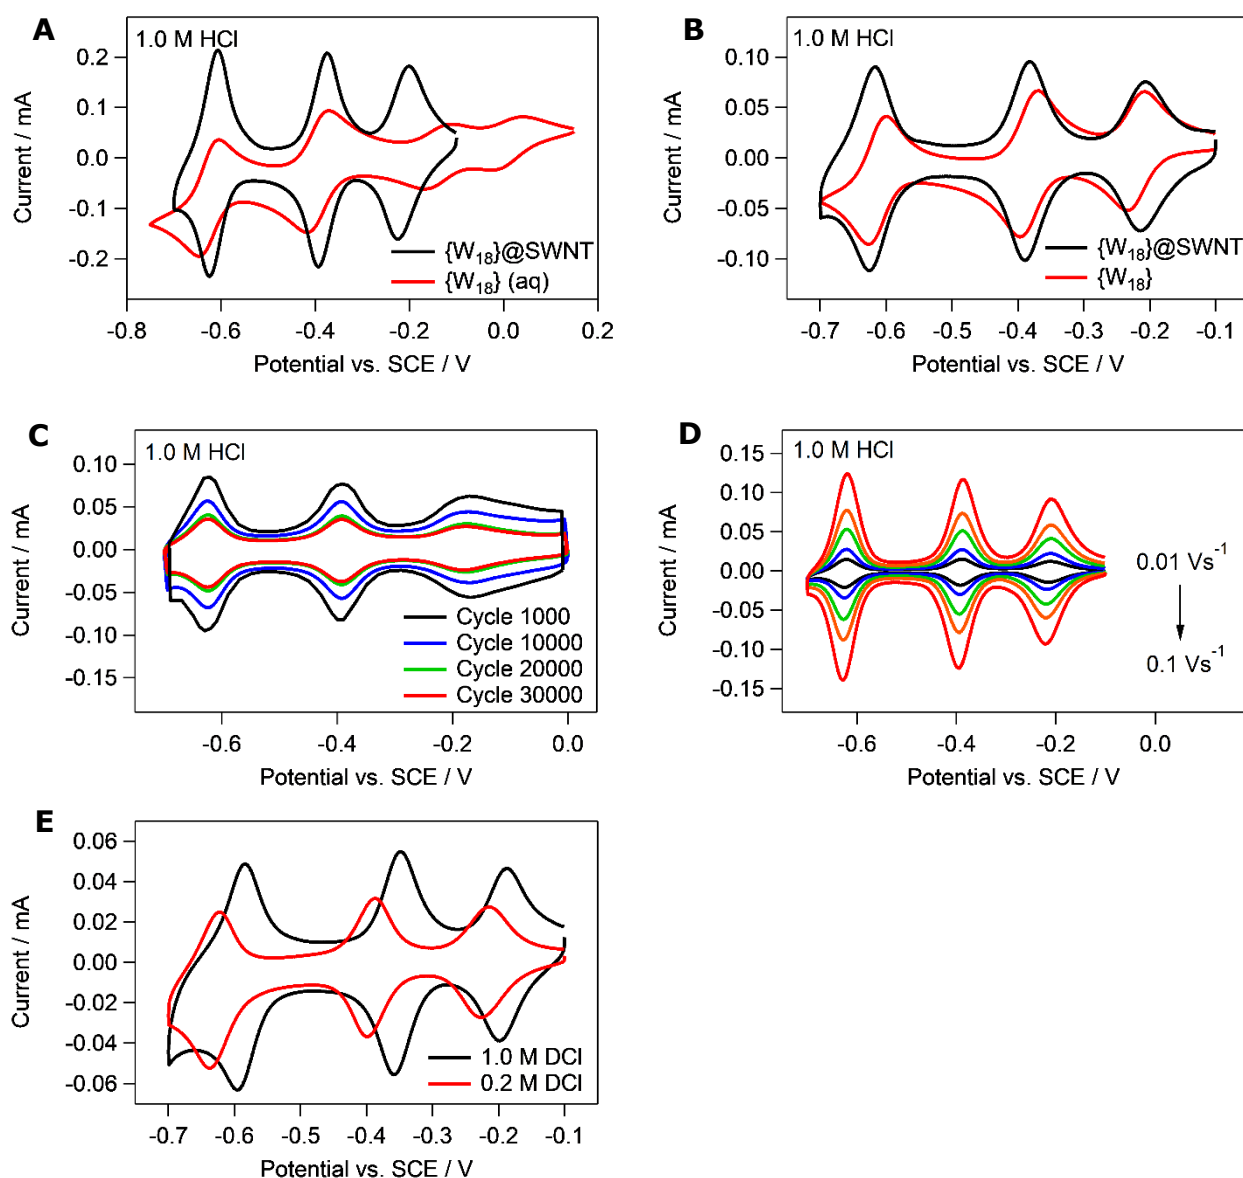 A
1.0 M HCl
0.2
0.1
0.0
-0.1
-0.2
Current / mA
{W18}@SWNT
{W18} (aq)
-0.8 -0.6 -0.4 -0.2 0.0 0.2
Potential vs. SCE / V
B
1.0 M HCl
0.10
0.05
0.00
-0.05
-0.10
Current / mA
{W18}@SWNT
{W18}
-0.7 -0.6 -0.5 -0.4 -0.3 -0.2 -0.1
Potential vs. SCE / V
C
1.0 M HCl
0.10
0.05
0.00
-0.05
-0.10
-0.15
Current / mA
Cycle 1000
Cycle 10000
Cycle 20000
Cycle 30000
-0.6 -0.4 -0.2 0.0
Potential vs. SCE / V
D
1.0 M HCl
0.15
0.10
0.05
0.00
-0.05
-0.10
-0.15
Current / mA
0.01 Vs-1
0.1 Vs-1
-0.6 -0.4 -0.2 0.0
Potential vs. SCE / V
E
0.06
0.04
0.02
0.00
-0.02
-0.04
-0.06
Current / mA
1.0 M DCl
0.2 M DCl
-0.7 -0.6 -0.5 -0.4 -0.3 -0.2 -0.1
Potential vs. SCE / V